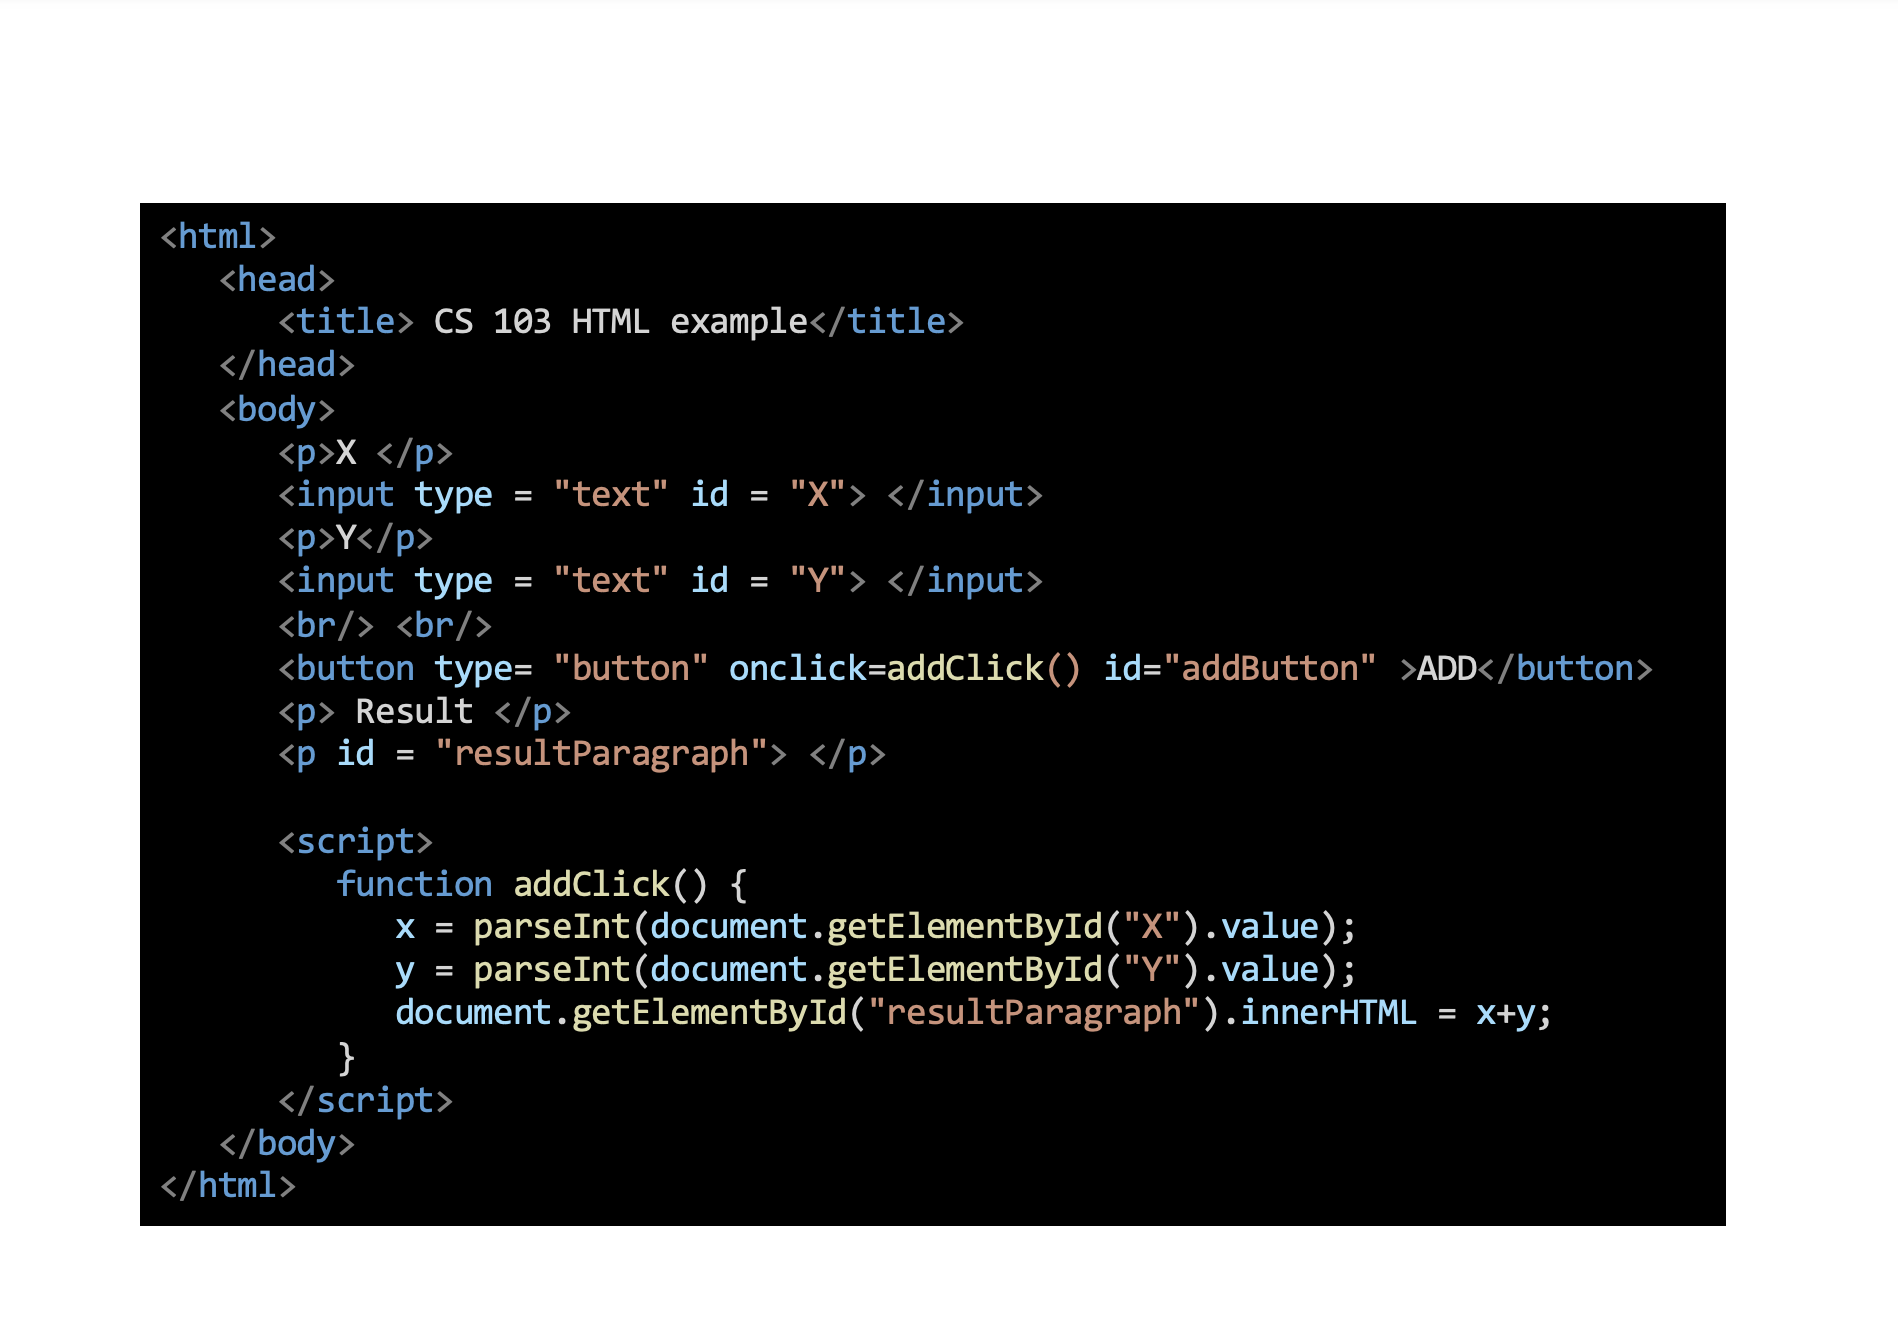 <html>
<head>
<title> CS 103 HTML example</title>
</head>
<body>
<p>X </p>
<input type = "text" id = "X"> </input>
<p>Y</p>
<input type = "text" id = "Y"> </input>
<br/> <br/>
<button type= "button" onclick=addClick() id="addButton" >ADD</button>
<p> Result </p>
<p id = "resultParagraph"> </p>
<script>
function addClick() {
x = parseInt(document.getElementById("X").value);
y = parseInt(document.getElementById("Y").value);
document.getElementById("resultParagraph").innerHTML = x+y;
}
</script>
</body>
</html>